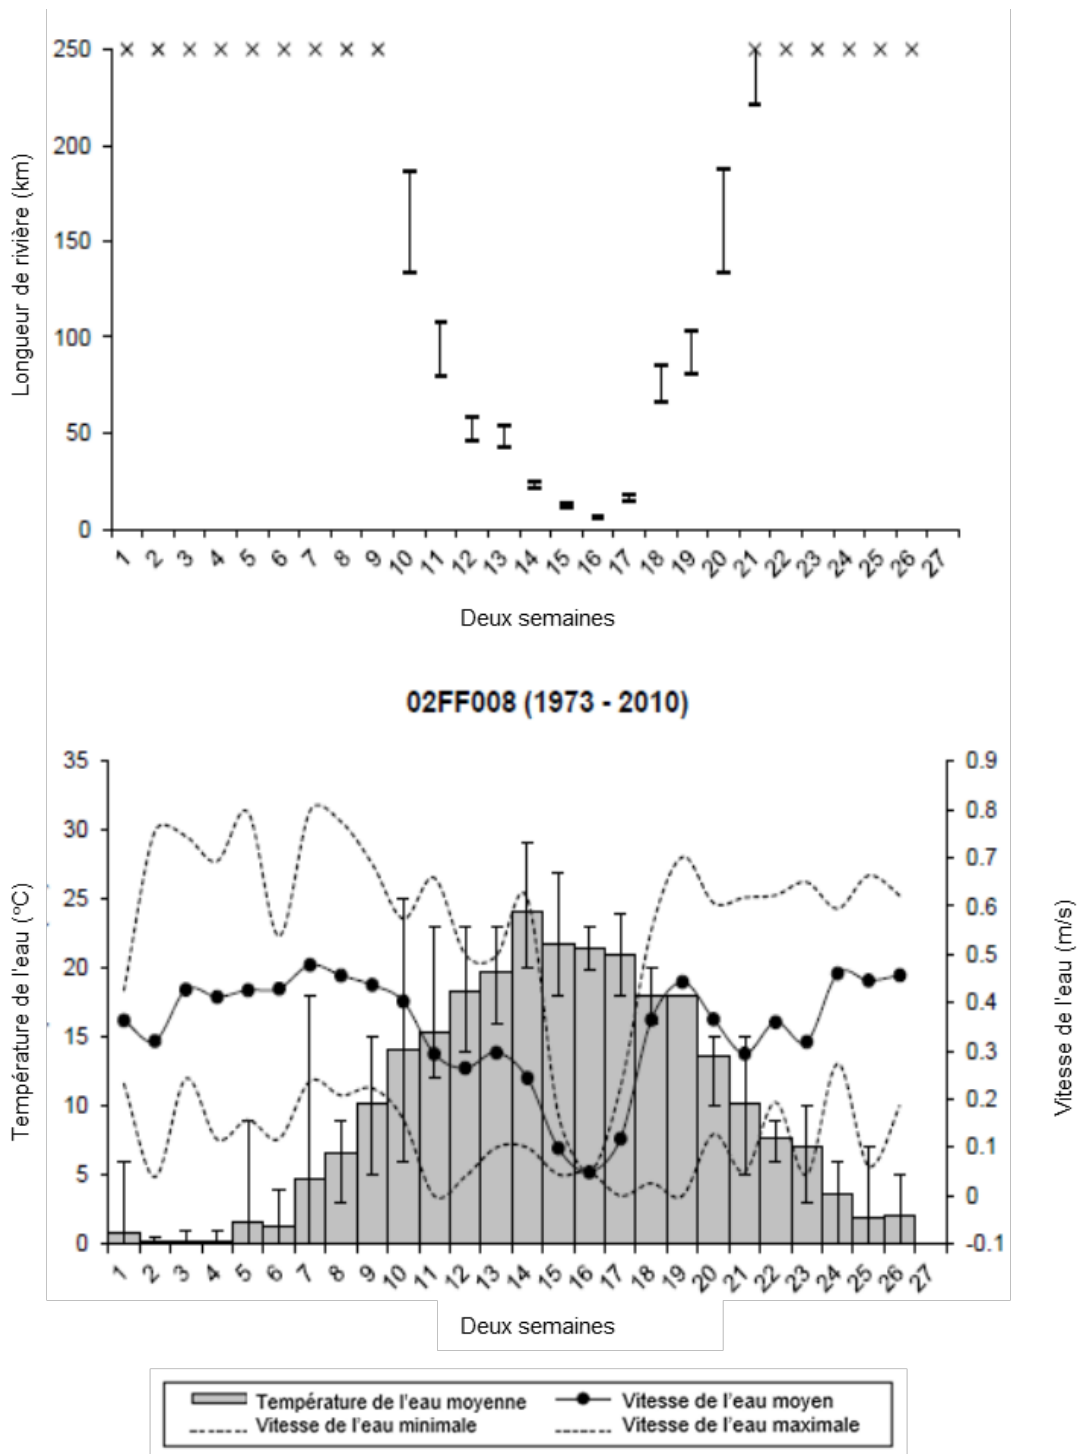 Longueur de rivière (km)
250
200
150
100
50
0
1 2 3 4 5 6 7 8 9 10 11 12 13 14 15 16 17 18 19 20 21 22 23 24 25 26 27
Deux semaines
02FF008 (1973 - 2010)
Température de l'eau (°C)
35
30
25
20
15
10
5
0
Vitesse de l'eau (m/s)
0.9
0.8
0.7
0.6
0.5
0.4
0.3
0.2
0.1
0
-0.1
1 2 3 4 5 6 7 8 9 10 11 12 13 14 15 16 17 18 19 20 21 22 23 24 25 26 27
Deux semaines
Température de l'eau moyenne
Vitesse de l'eau moyen
Vitesse de l'eau minimale
Vitesse de l'eau maximale